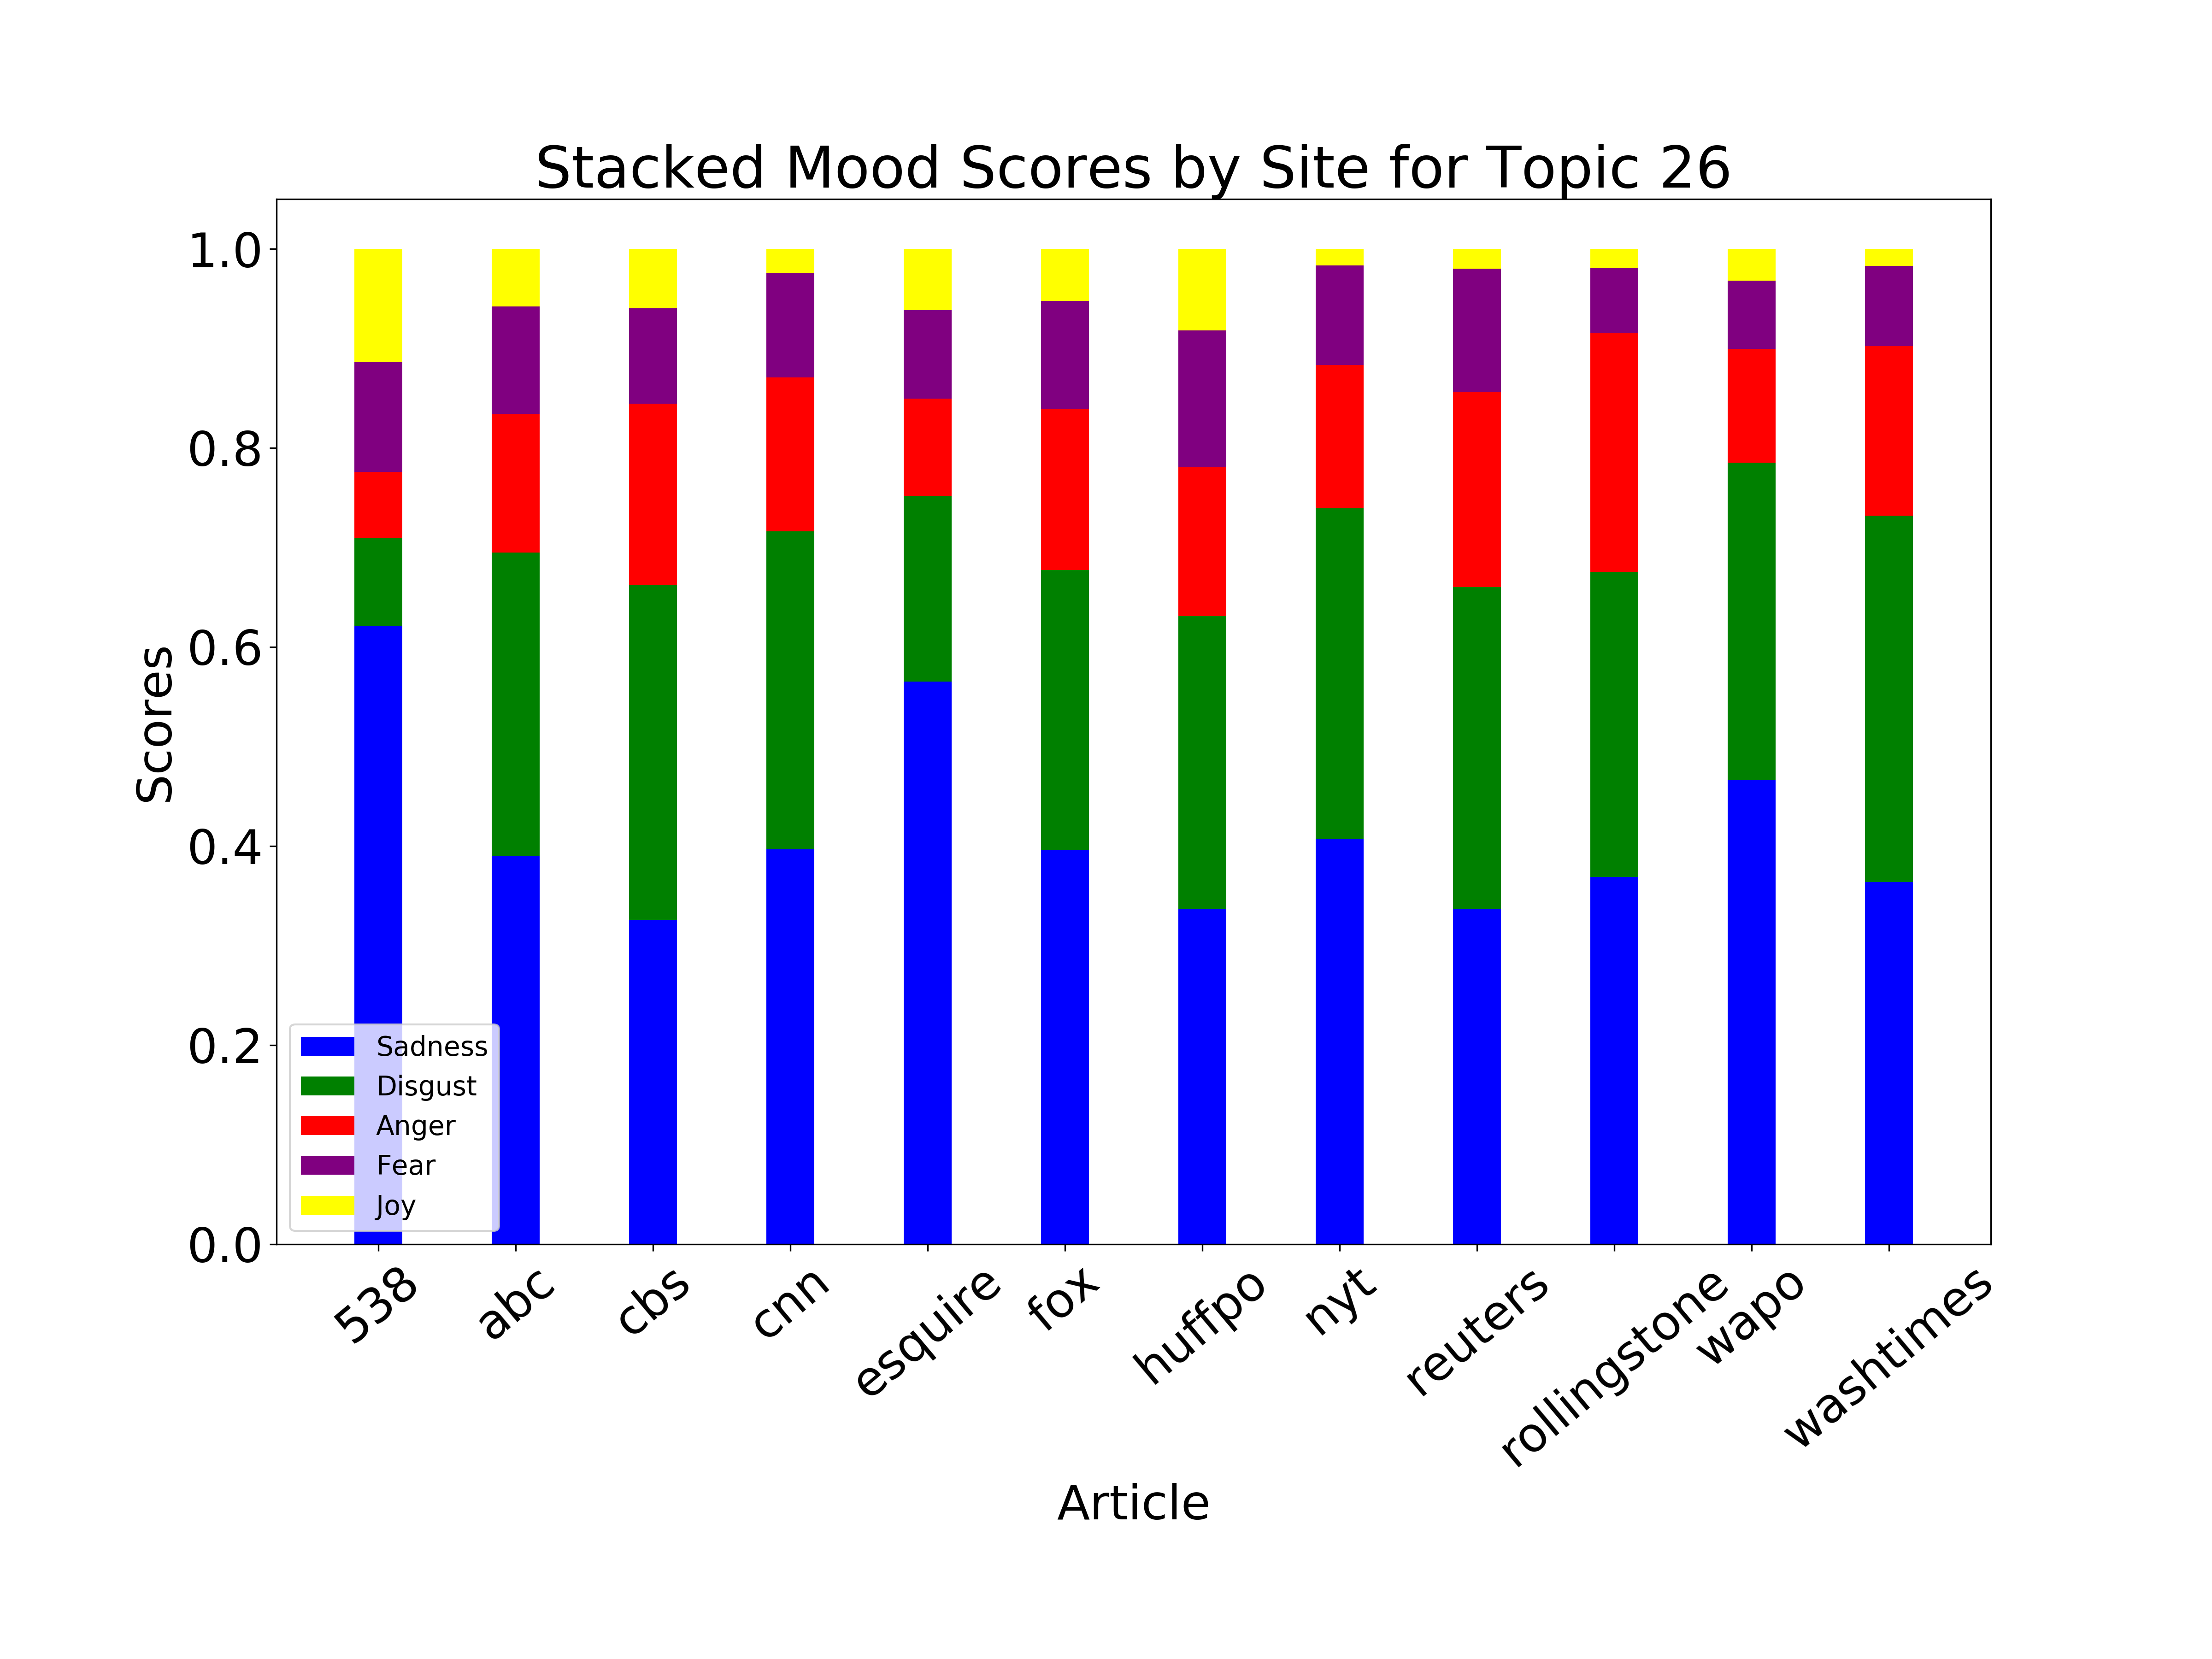 Stacked Mood Scores by Site for Topic 26
1.0
0.8
0.6
0.4
0.2
0.0
Scores
Sadness
Disgust
Anger
Fear
Joy
538
abc
cbs
cnn
esquire
fox
huffpo
nyt
reuters
rollingstone
wapo
washtimes
Article